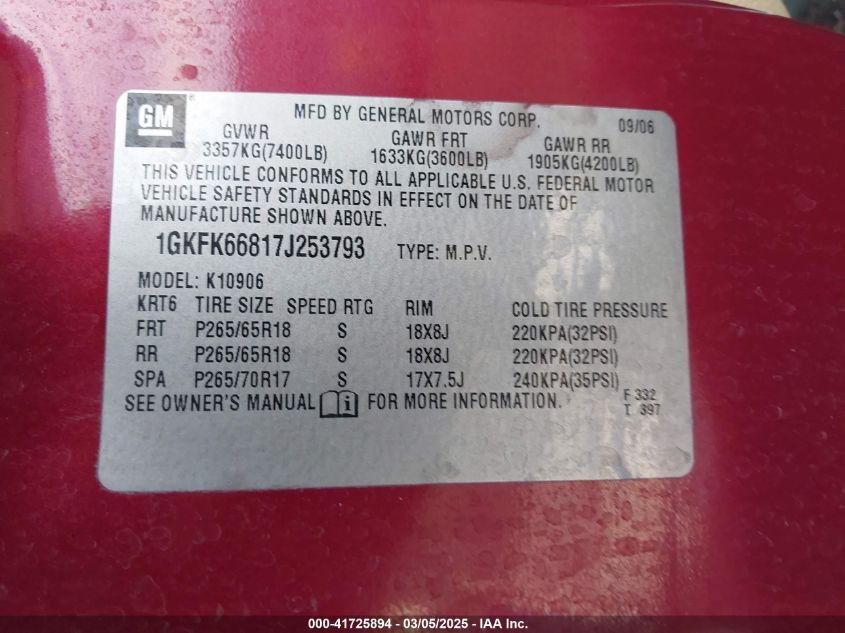 GM
MFD BY GENERAL MOTORS CORP. 09/06
GVWR GAWR FRT GAWR RR
3357KG(7400LB) 1633KG(3600LB) 1905KG(4200LB)
THIS VEHICLE CONFORMS TO ALL APPLICABLE U.S. FEDERAL MOTOR
VEHICLE SAFETY STANDARDS IN EFFECT ON THE DATE OF
MANUFACTURE SHOWN ABOVE.
1GKFK66817J253793 TYPE: M.P.V.
MODEL: K10906
KRT6 TIRE SIZE SPEED RTG RIM COLD TIRE PRESSURE
FRT P265/65R18 S 18X8J 220KPA(32PSI)
RR P265/65R18 S 18X8J 220KPA(32PSI)
SPA P265/70R17 S 17X7.5J 240KPA(35PSI)
SEE OWNER'S MANUAL i FOR MORE INFORMATION. F 332
T 397
000-41725894 - 03/05/2025 - IAA Inc.